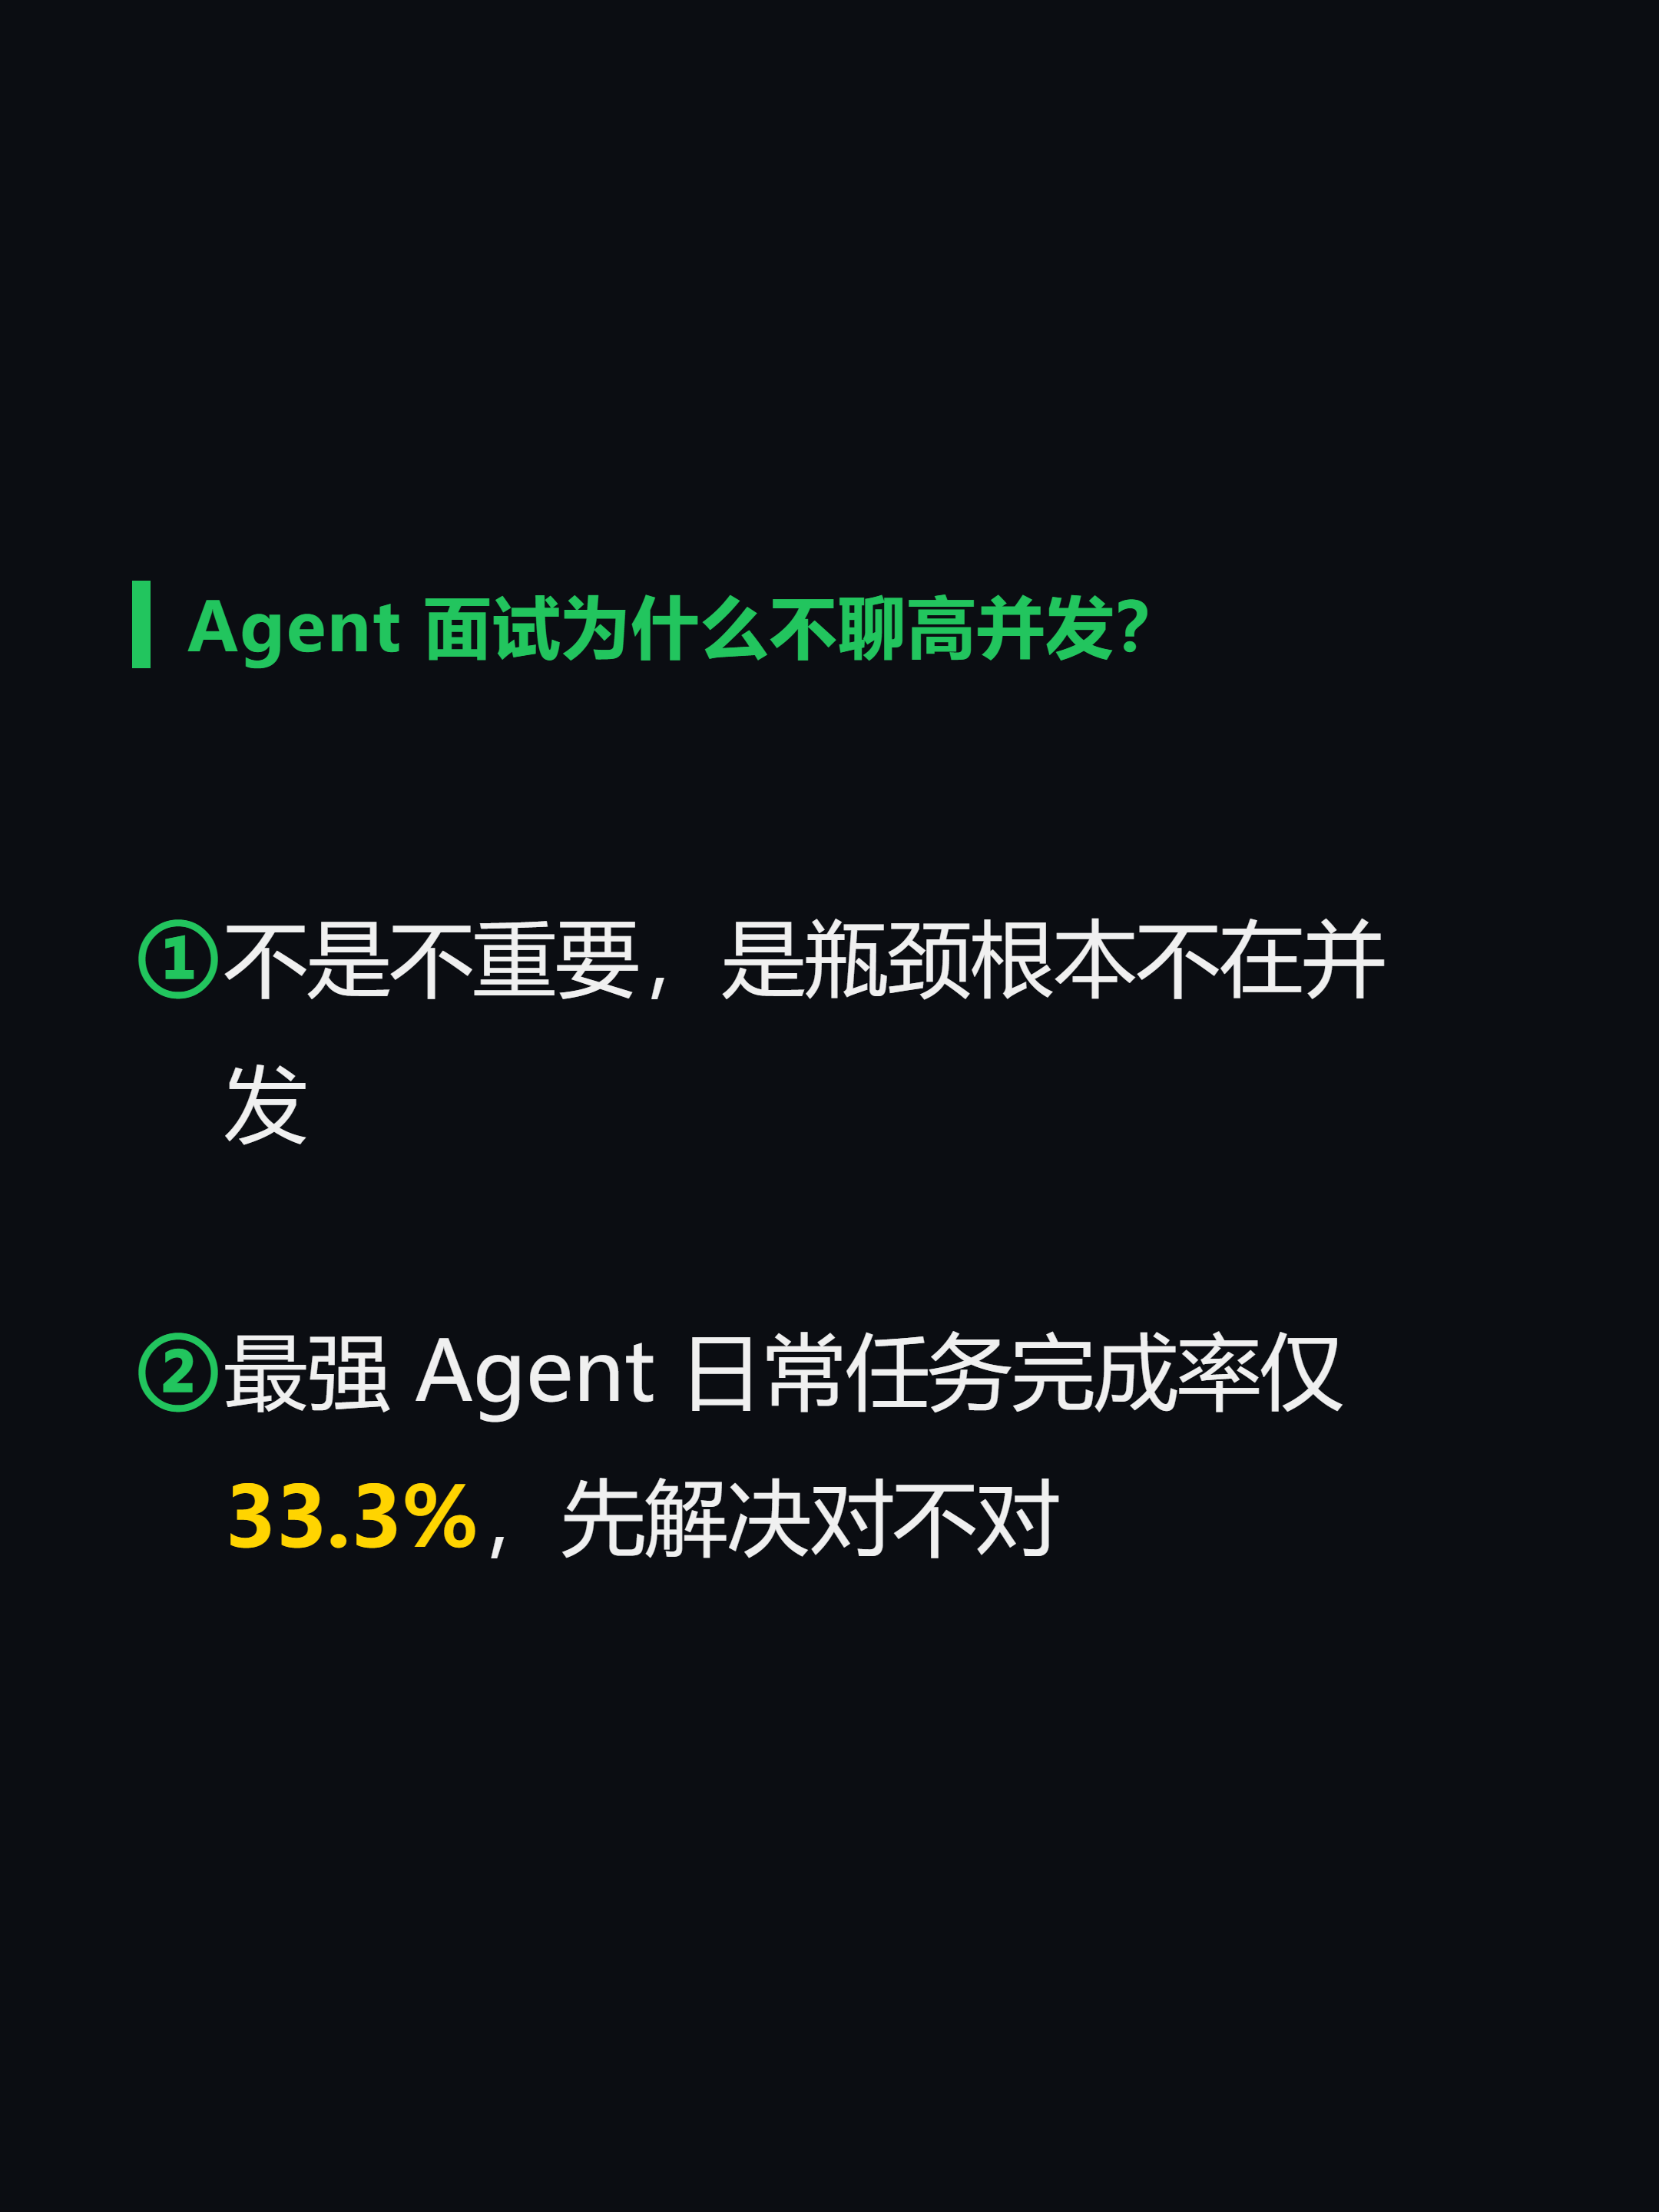 Agent 面试为什么不聊高并发?
①不是不重要，是瓶颈根本不在并
发
②最强 Agent 日常任务完成率仅
33.3%，先解决对不对